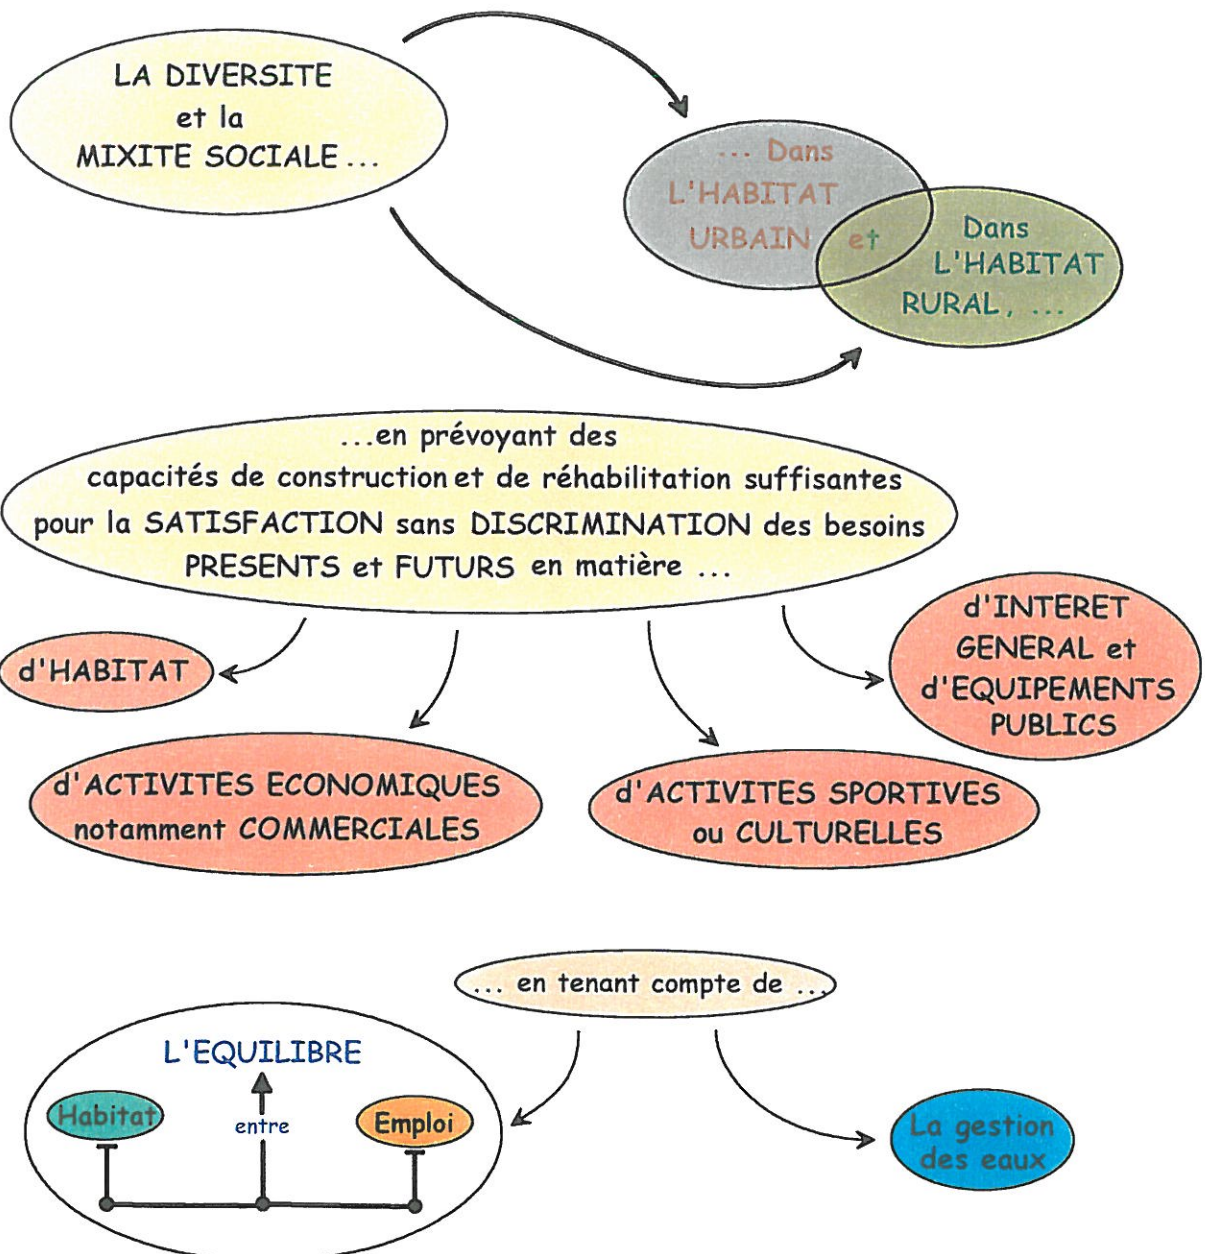 LA DIVERSITE
et la
MIXITE SOCIALE ...
... Dans
L'HABITAT
URBAIN et
Dans
L'HABITAT
RURAL, ...
...en prévoyant des
capacités de construction et de réhabilitation suffisantes
pour la SATISFACTION sans DISCRIMINATION des besoins
PRESENTS et FUTURS en matière ...
d'HABITAT
d'INTERET
GENERAL et
d'EQUIPEMENTS
PUBLICS
d'ACTIVITES ECONOMIQUES
notamment COMMERCIALES
d'ACTIVITES SPORTIVES
ou CULTURELLES
... en tenant compte de ...
L'EQUILIBRE
Habitat
entre
Emploi
La gestion
des eaux